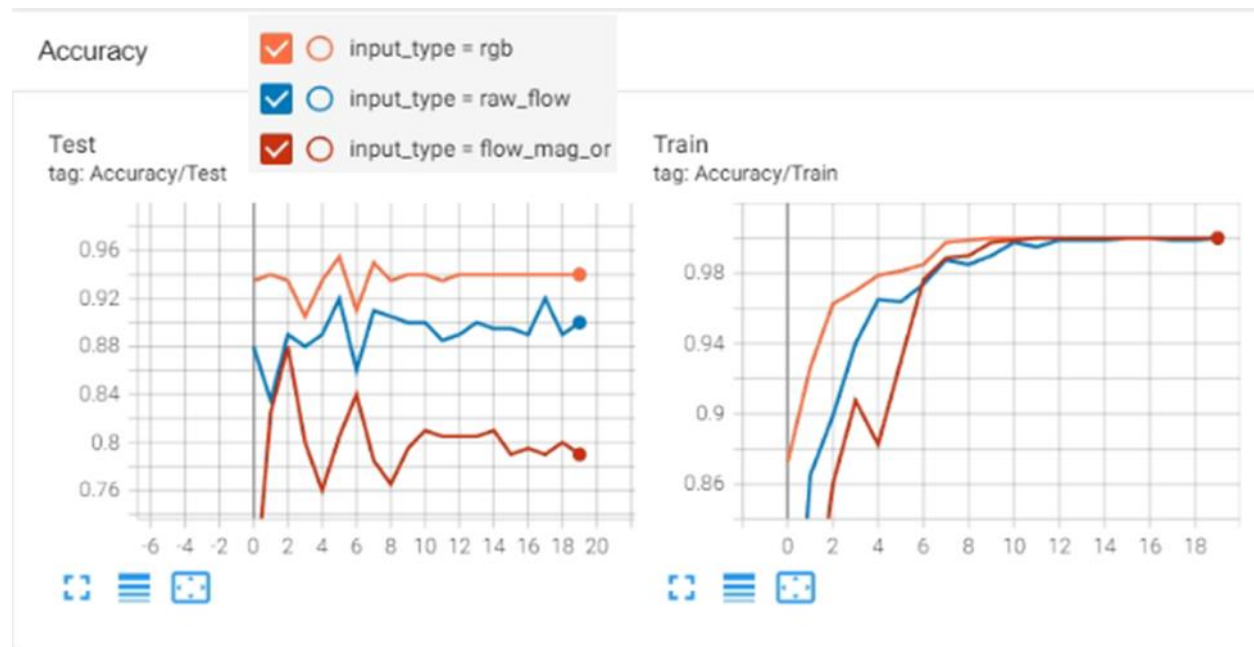 Accuracy
input_type = rgb
input_type = raw_flow
input_type = flow_mag_or
Test
tag: Accuracy/Test
0.96
0.92
0.88
0.84
0.8
0.76
-6 -4 -2 0 2 4 6 8 10 12 14 16 18 20
Train
tag: Accuracy/Train
0.98
0.94
0.9
0.86
0 2 4 6 8 10 12 14 16 18